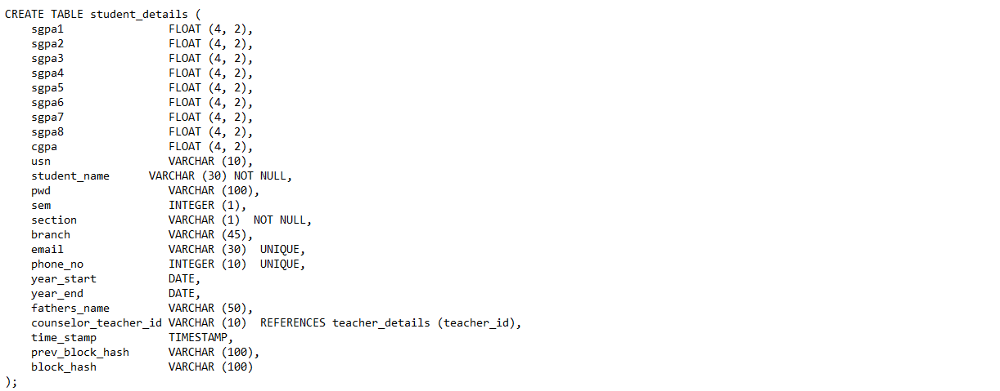 CREATE TABLE student_details (
    sgpa1                FLOAT (4, 2),
    sgpa2                FLOAT (4, 2),
    sgpa3                FLOAT (4, 2),
    sgpa4                FLOAT (4, 2),
    sgpa5                FLOAT (4, 2),
    sgpa6                FLOAT (4, 2),
    sgpa7                FLOAT (4, 2),
    sgpa8                FLOAT (4, 2),
    cgpa                 FLOAT (4, 2),
    usn                  VARCHAR (10),
    student_name      VARCHAR (30) NOT NULL,
    pwd                  VARCHAR (100),
    sem                  INTEGER (1),
    section              VARCHAR (1)  NOT NULL,
    branch               VARCHAR (45),
    email                VARCHAR (30)  UNIQUE,
    phone_no             INTEGER (10)  UNIQUE,
    year_start           DATE,
    year_end             DATE,
    fathers_name         VARCHAR (50),
    counselor_teacher_id VARCHAR (10)  REFERENCES teacher_details (teacher_id),
    time_stamp           TIMESTAMP,
    prev_block_hash      VARCHAR (100),
    block_hash           VARCHAR (100)
);